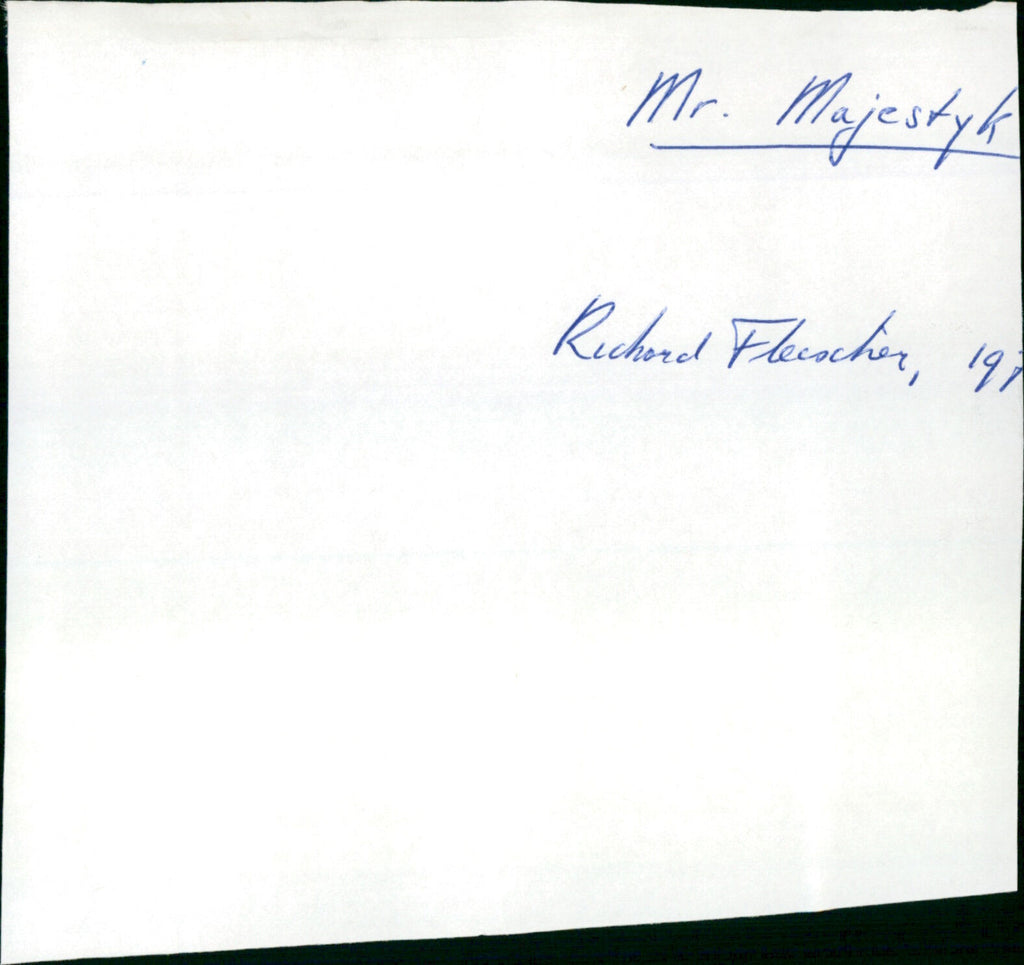 Mr. Majestyk
Richard Fleischer, 197